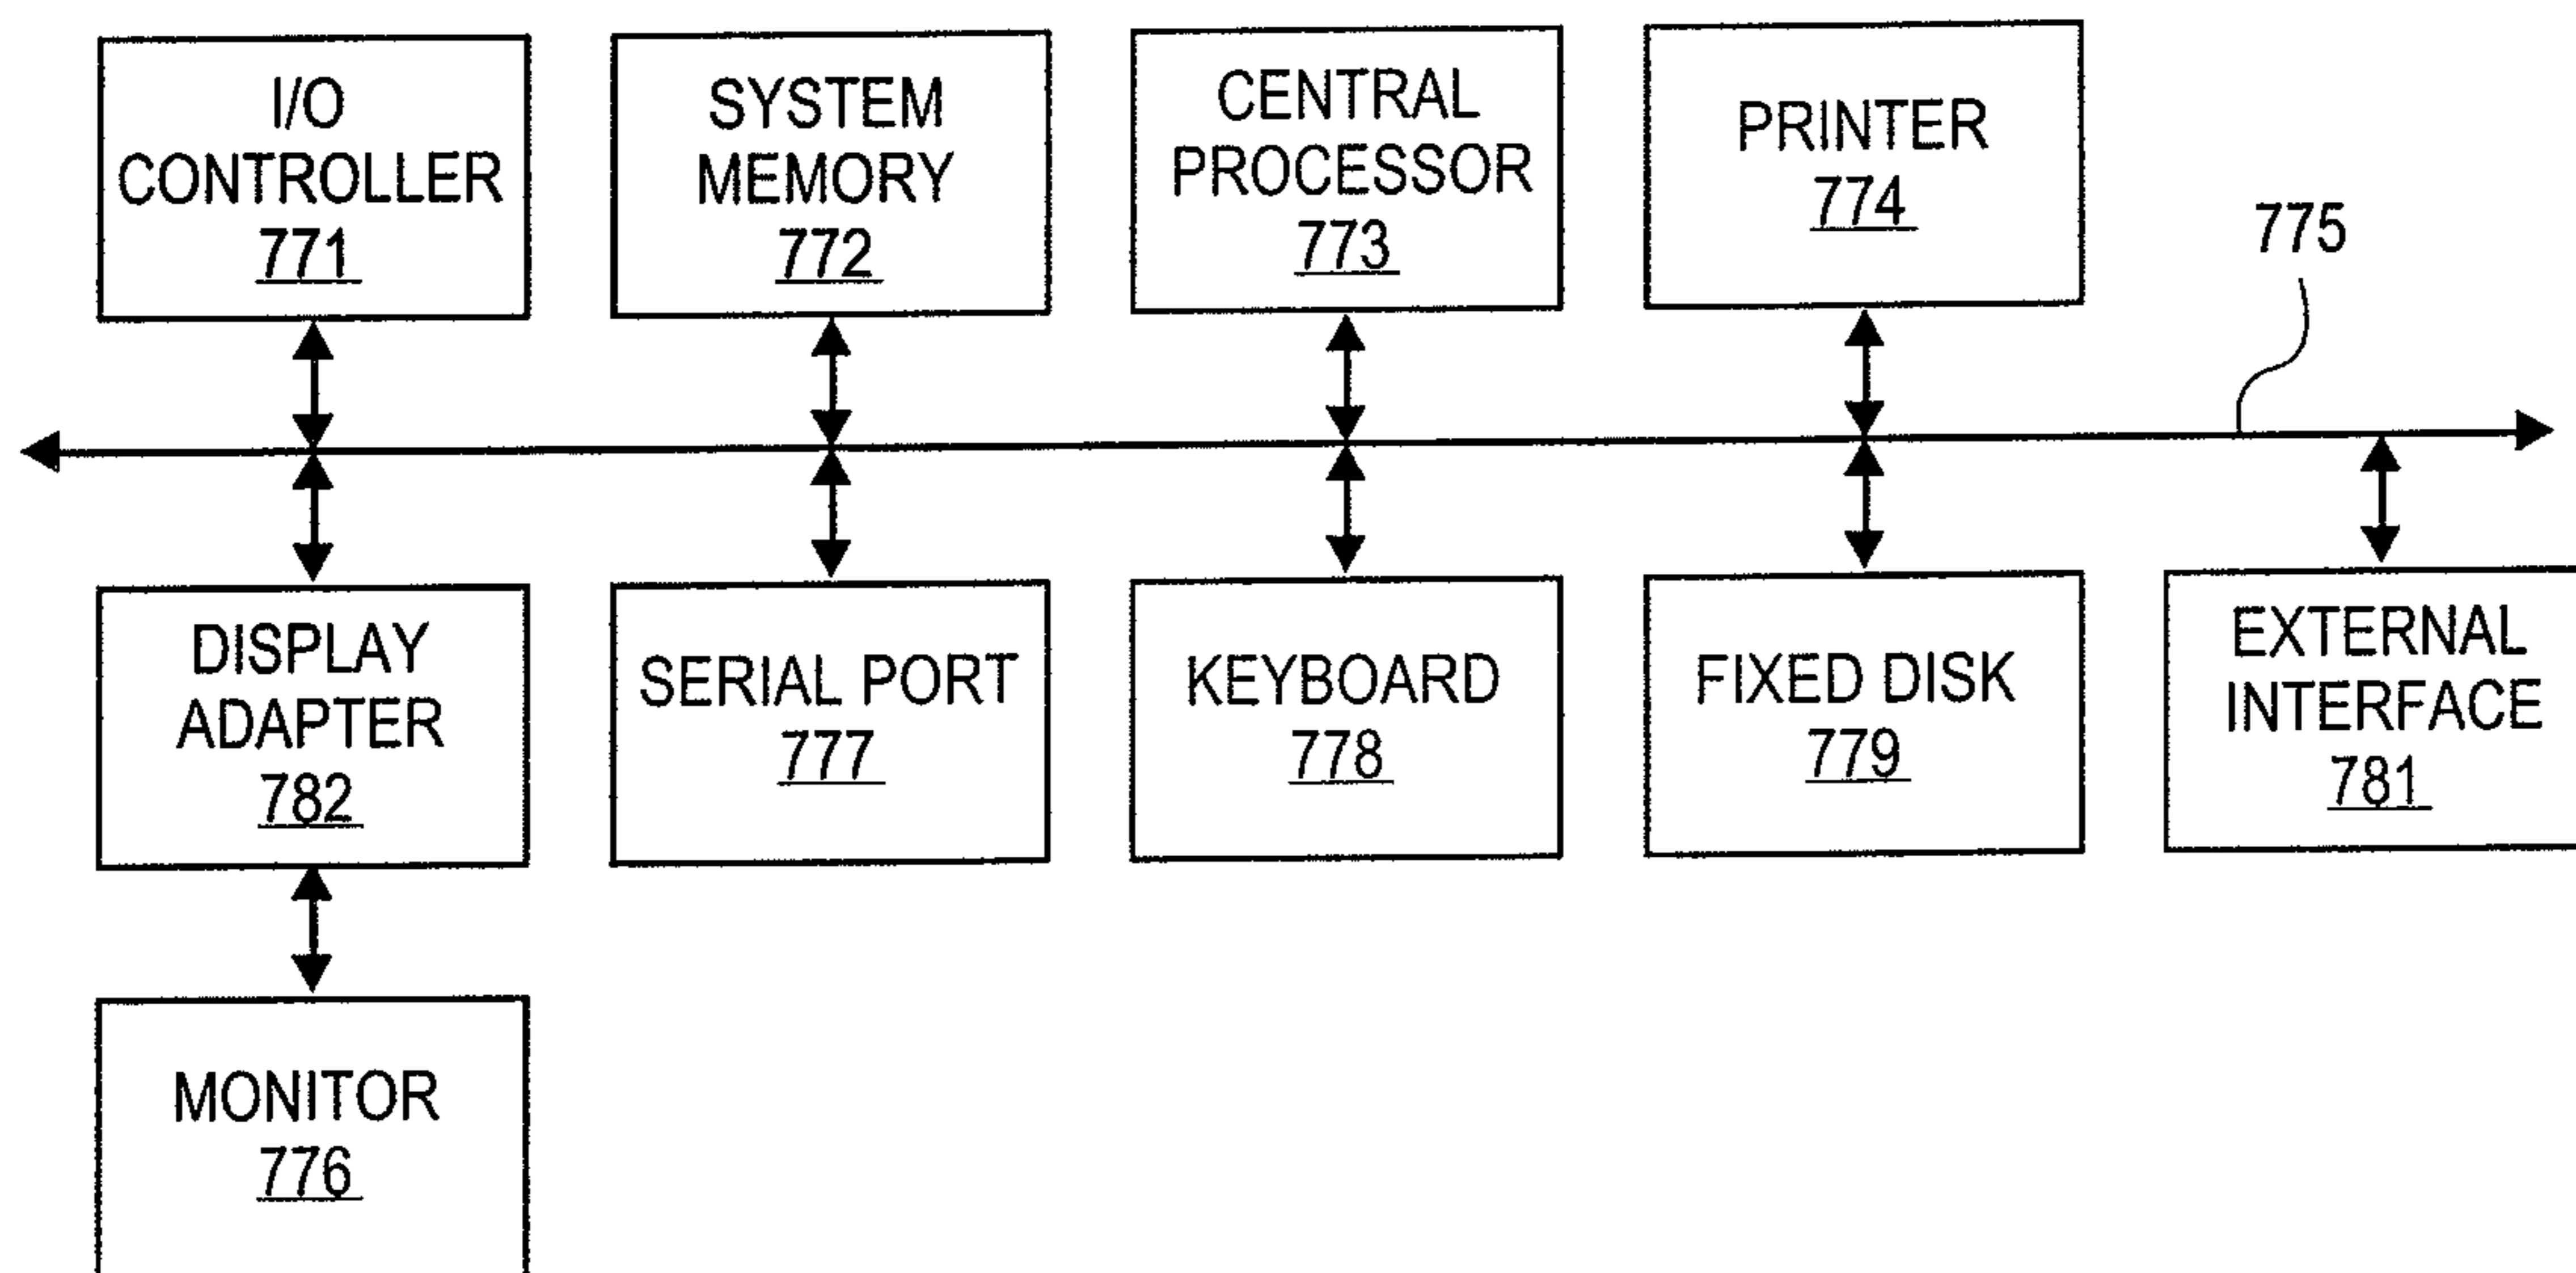 I/O
CONTROLLER
771
SYSTEM
MEMORY
772
CENTRAL
PROCESSOR
773
PRINTER
774
775
DISPLAY
ADAPTER
782
SERIAL PORT
777
KEYBOARD
778
FIXED DISK
779
EXTERNAL
INTERFACE
781
MONITOR
776